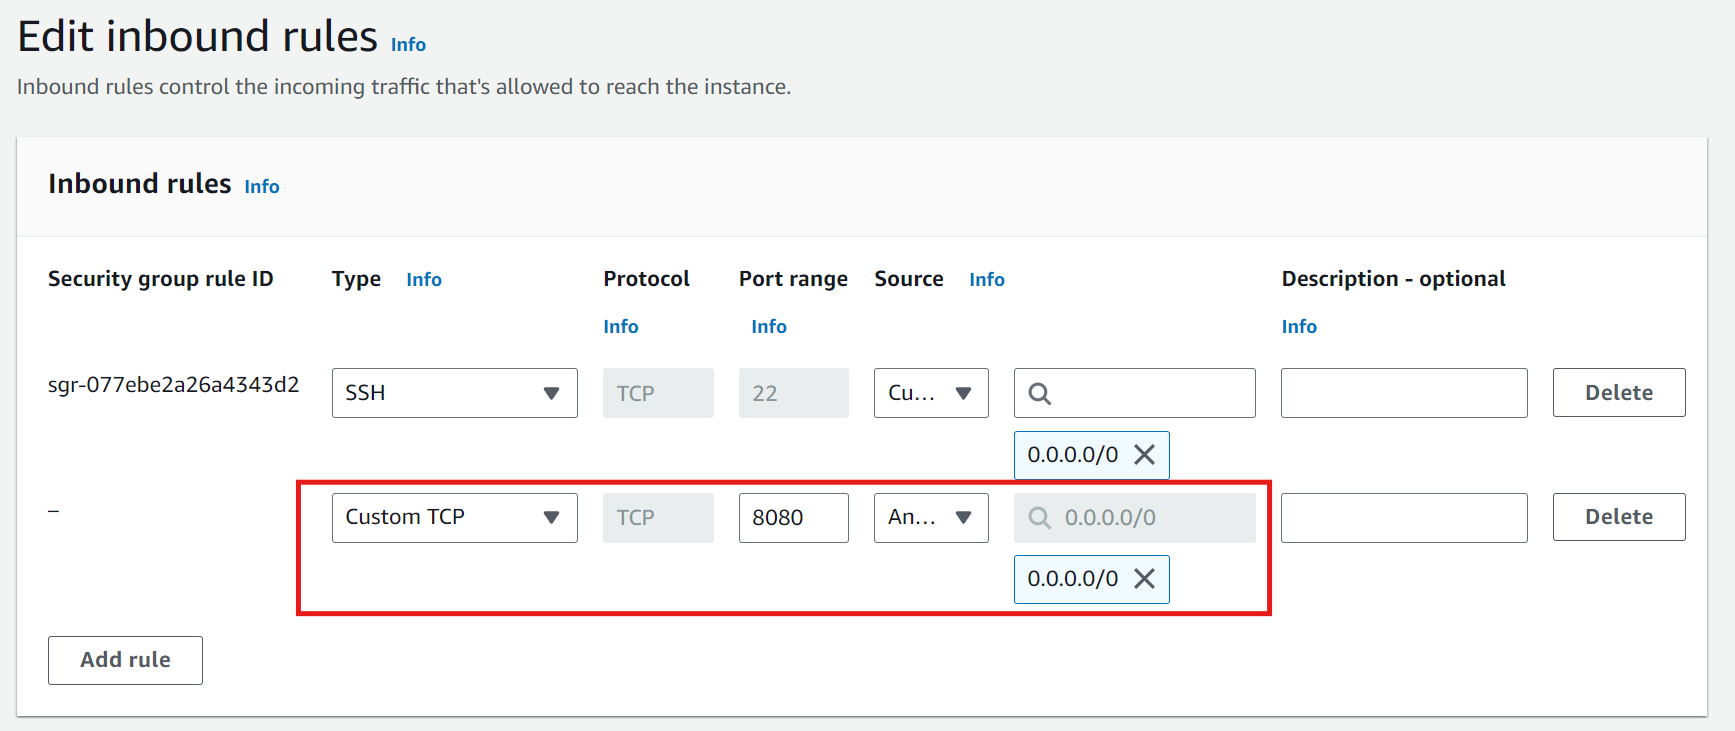 Edit inbound rules Info
Inbound rules control the incoming traffic that's allowed to reach the instance.
Inbound rules Info
Security group rule ID Type Info Protocol Info Port range Info Source Info Description - optional Info
sgr-077ebe2a26a4343d2 SSH TCP 22 Cu... Delete
0.0.0.0/0
– Custom TCP TCP 8080 An... 0.0.0.0/0 Delete
0.0.0.0/0
Add rule